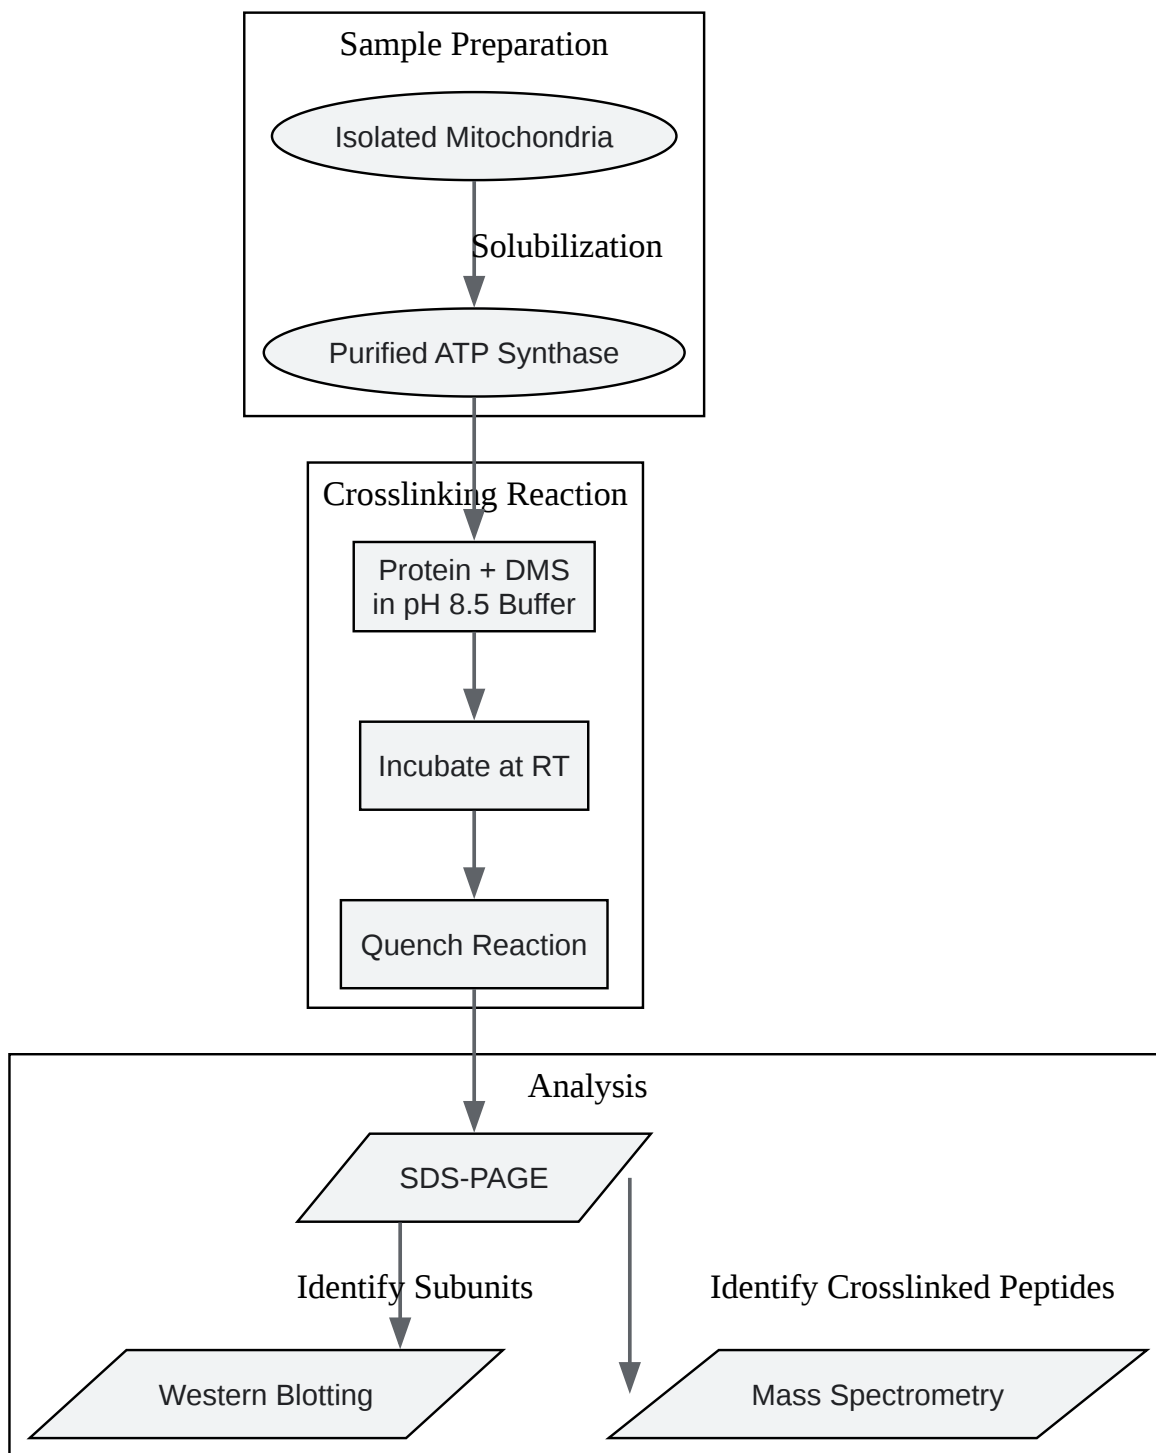 Sample Preparation
Isolated Mitochondria
Solubilization
Purified ATP Synthase
Crosslinking Reaction
Protein + DMS
in pH 8.5 Buffer
Incubate at RT
Quench Reaction
Analysis
SDS-PAGE
Identify Subunits
Identify Crosslinked Peptides
Western Blotting
Mass Spectrometry